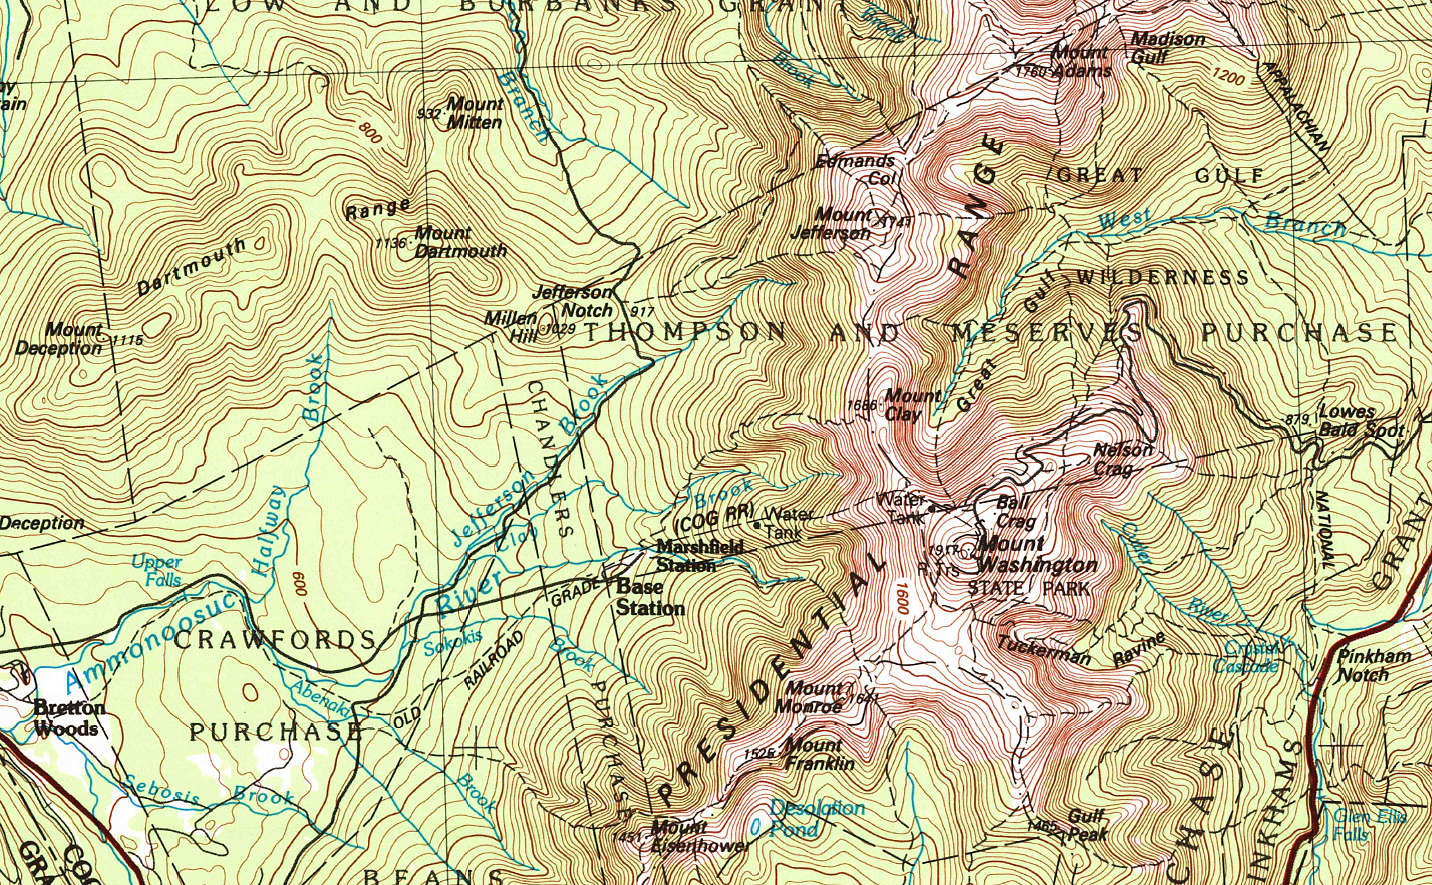 LOW AND BURBANKS GRANT
Brook
Mount
Adams
1760
Madison
Gulf
1200
APPALACHIAN
Branch
Brook
932
Mount
Mitten
800
Edmands
Col
GREAT GULF
RANGE
Range
Mount
Jefferson
1741
West Branch
1136
Mount
Dartmouth
Dartmouth
WILDERNESS
Great Gulf
Jefferson
Notch
917
Millen
Hill
1029
Mount
Deception
1115
THOMPSON AND MESERVES PURCHASE
Halfway Brook
CHANDLERS
Jefferson Brook
1686
Mount
Clay
879
Lowes
Bald Spot
Nelson
Crag
Deception
Clay Brook
(COG RR)
Water
Tank
Water
Tank
Ball
Crag
NATIONAL
GRANT
Upper
Falls
600
Marshfield
Station
Base
Station
1917
Mount
Washington
STATE PARK
Cutler River
PRESIDENTIAL
1600
Ammonoosuc River
CRAWFORDS
PURCHASE
Sokokis Brook
OLD RAILROAD GRADE
Tuckerman Ravine
Crystal
Cascade
Pinkham
Notch
Abenaki Brook
Bretton
Woods
PURCHASE
Mount
Monroe
1525
Mount
Franklin
Sebosis Brook
Desolation
Pond
1451
Mount
Eisenhower
1465
Gulf
Peak
CHASE
INKHAMS
Glen Ellis
Falls
BEANS